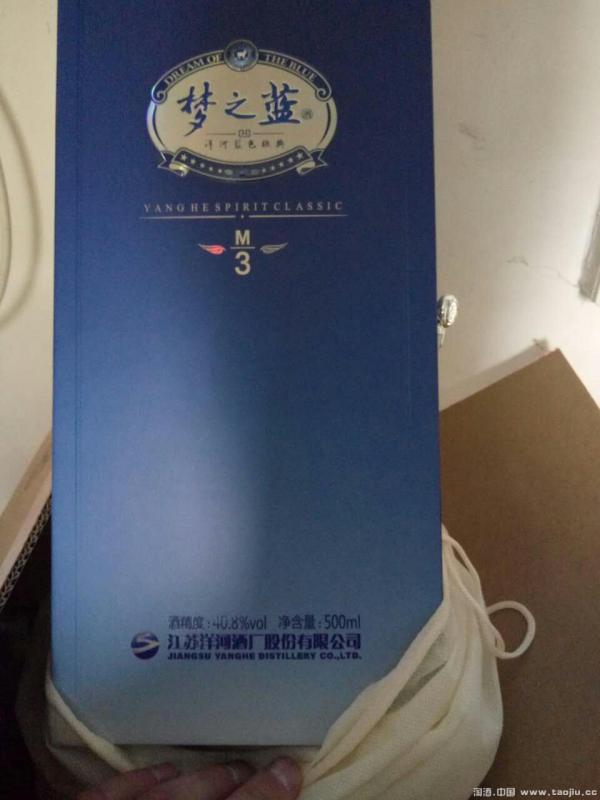 DREAM OF THE BLUE
梦之蓝
洋河蓝色经典
YANGHE SPIRIT CLASSIC
M
3
酒精度:40.8%vol 净含量:500ml
江苏洋河酒厂股份有限公司
JIANGSU YANGHE DISTILLERY CO.,LTD.
淘酒.中国 www.taojiu.cc